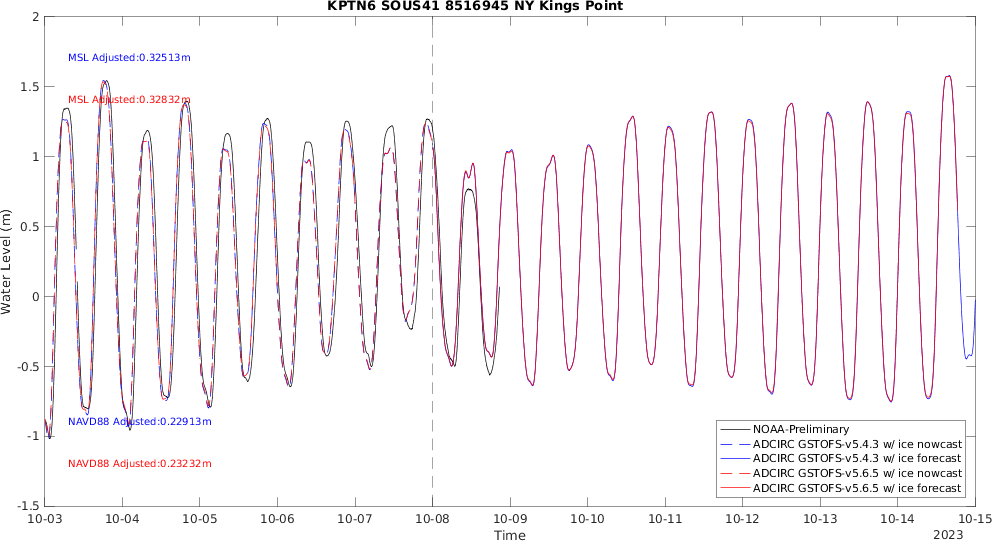 KPTN6 SOUS41 8516945 NY Kings Point
2
1.5
1
0.5
0
-0.5
-1
-1.5
Water Level (m)
MSL Adjusted:0.32513m
MSL Adjusted:0.32832m
NAVD88 Adjusted:0.22913m
NAVD88 Adjusted:0.23232m
NOAA-Preliminary
ADCIRC GSTOFS-v5.4.3 w/ ice nowcast
ADCIRC GSTOFS-v5.4.3 w/ ice forecast
ADCIRC GSTOFS-v5.6.5 w/ ice nowcast
ADCIRC GSTOFS-v5.6.5 w/ ice forecast
10-03 10-04 10-05 10-06 10-07 10-08 10-09 10-10 10-11 10-12 10-13 10-14 10-15
Time
2023